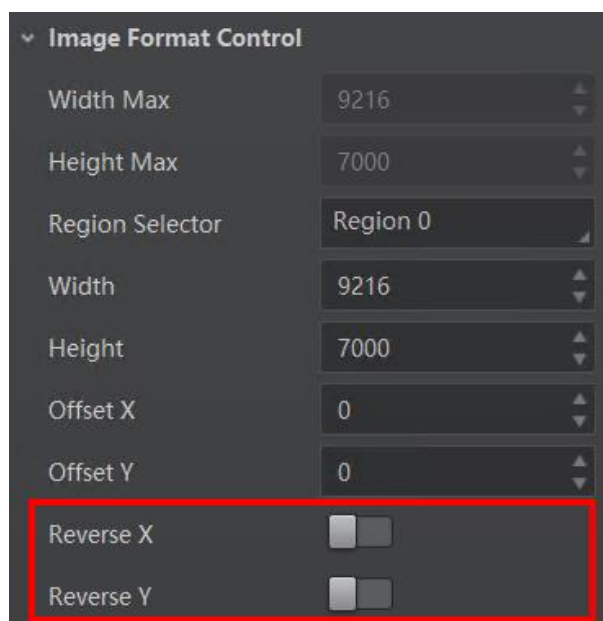 Image Format Control
Width Max 9216
Height Max 7000
Region Selector Region 0
Width 9216
Height 7000
Offset X 0
Offset Y 0
Reverse X
Reverse Y